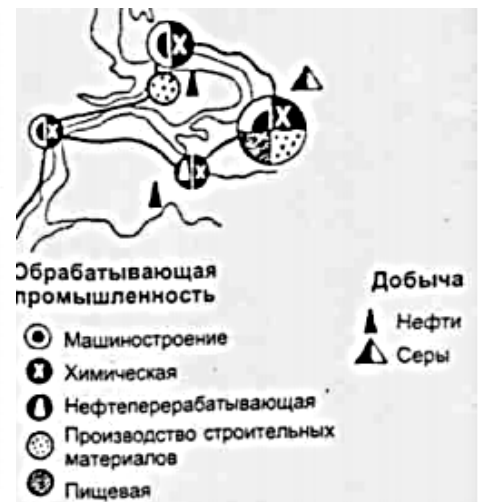 Обрабатывающая
промышленность
Машиностроение
Химическая
Нефтеперерабатывающая
Производство строительных
материалов
Пищевая
Добыча
Нефти
Серы